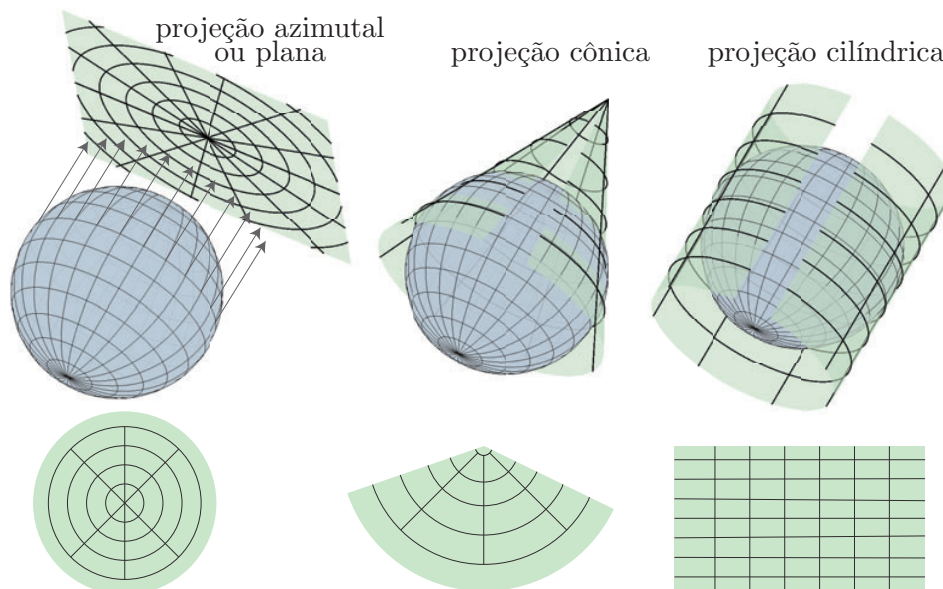 projeção azimutal
ou plana
projeção cônica
projeção cilíndrica